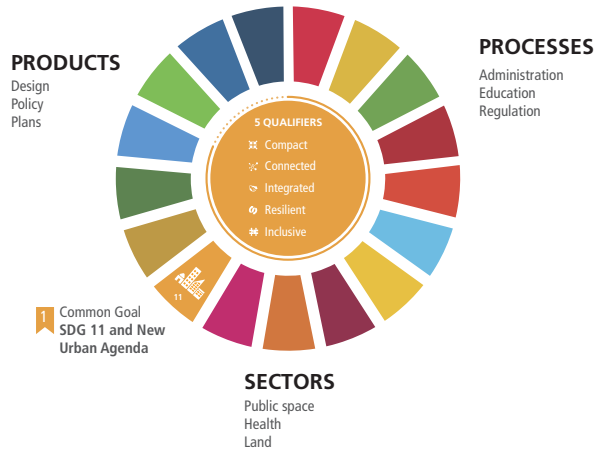 PRODUCTS
Design
Policy
Plans
PROCESSES
Administration
Education
Regulation
5 QUALIFIERS
Compact
Connected
Integrated
Resilient
Inclusive
11
1
Common Goal
SDG 11 and New
Urban Agenda
SECTORS
Public space
Health
Land